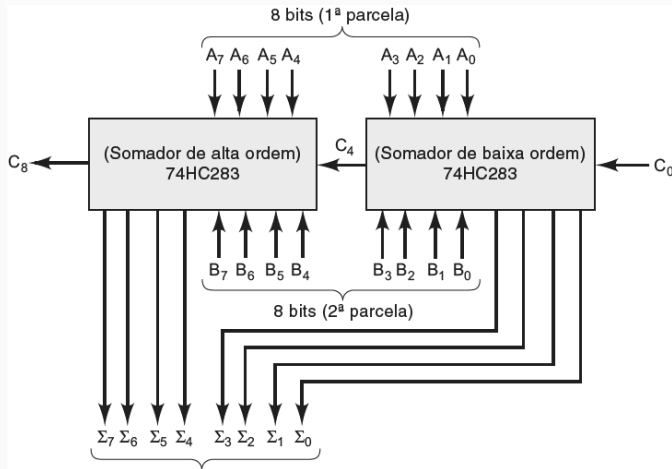 8 bits (1ª parcela)
A₇ A₆ A₅ A₄ A₃ A₂ A₁ A₀
(Somador de alta ordem)
74HC283
(Somador de baixa ordem)
74HC283
C₈ C₄ C₀
B₇ B₆ B₅ B₄ B₃ B₂ B₁ B₀
8 bits (2ª parcela)
Σ₇ Σ₆ Σ₅ Σ₄ Σ₃ Σ₂ Σ₁ Σ₀